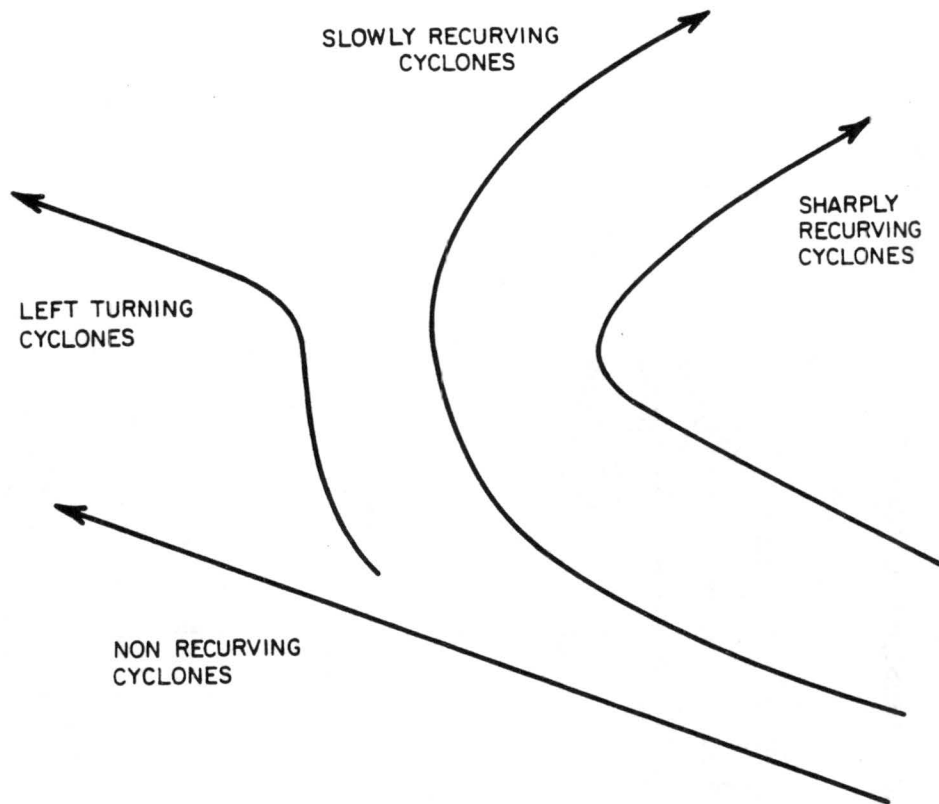 SLOWLY RECURVING
CYCLONES
SHARPLY
RECURVING
CYCLONES
LEFT TURNING
CYCLONES
NON RECURVING
CYCLONES